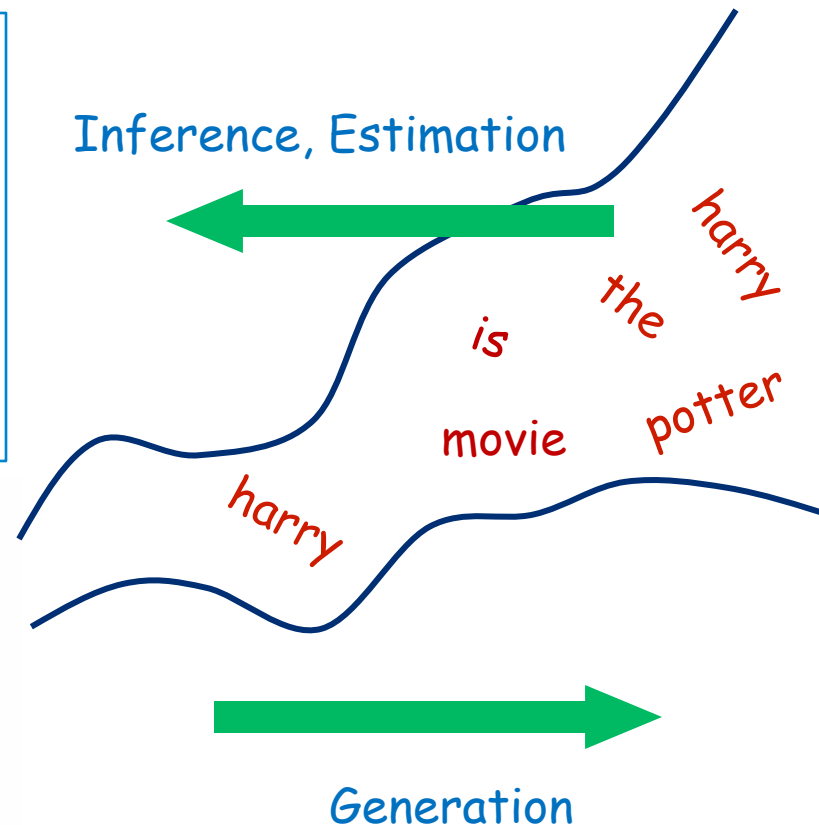 Inference, Estimation
harry
the
is
potter
movie
harry
Generation